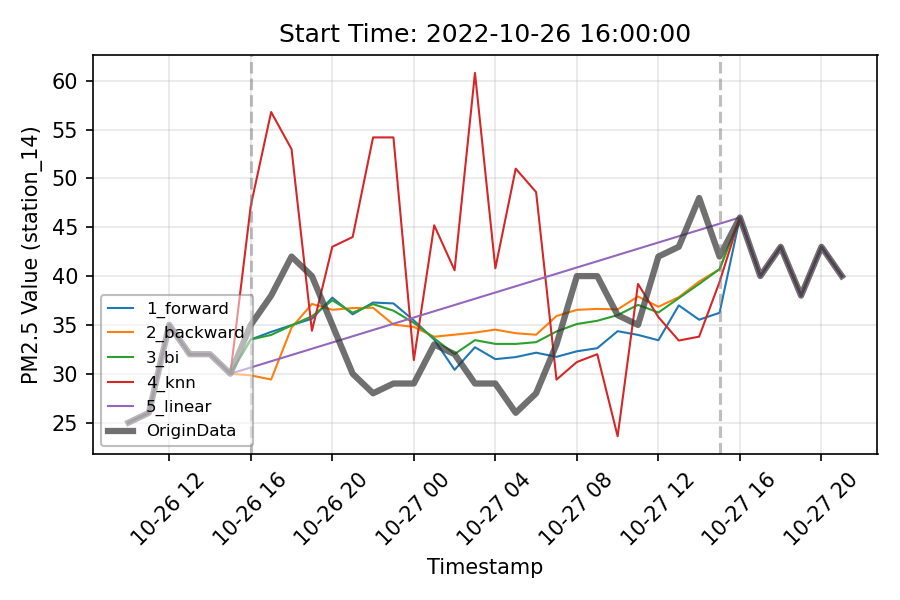 Start Time: 2022-10-26 16:00:00
PM2.5 Value (station_14)
60
55
50
45
40
35
30
25
1_forward
2_backward
3_bi
4_knn
5_linear
OriginData
10-26 12
10-26 16
10-26 20
10-27 00
10-27 04
10-27 08
10-27 12
10-27 16
10-27 20
Timestamp